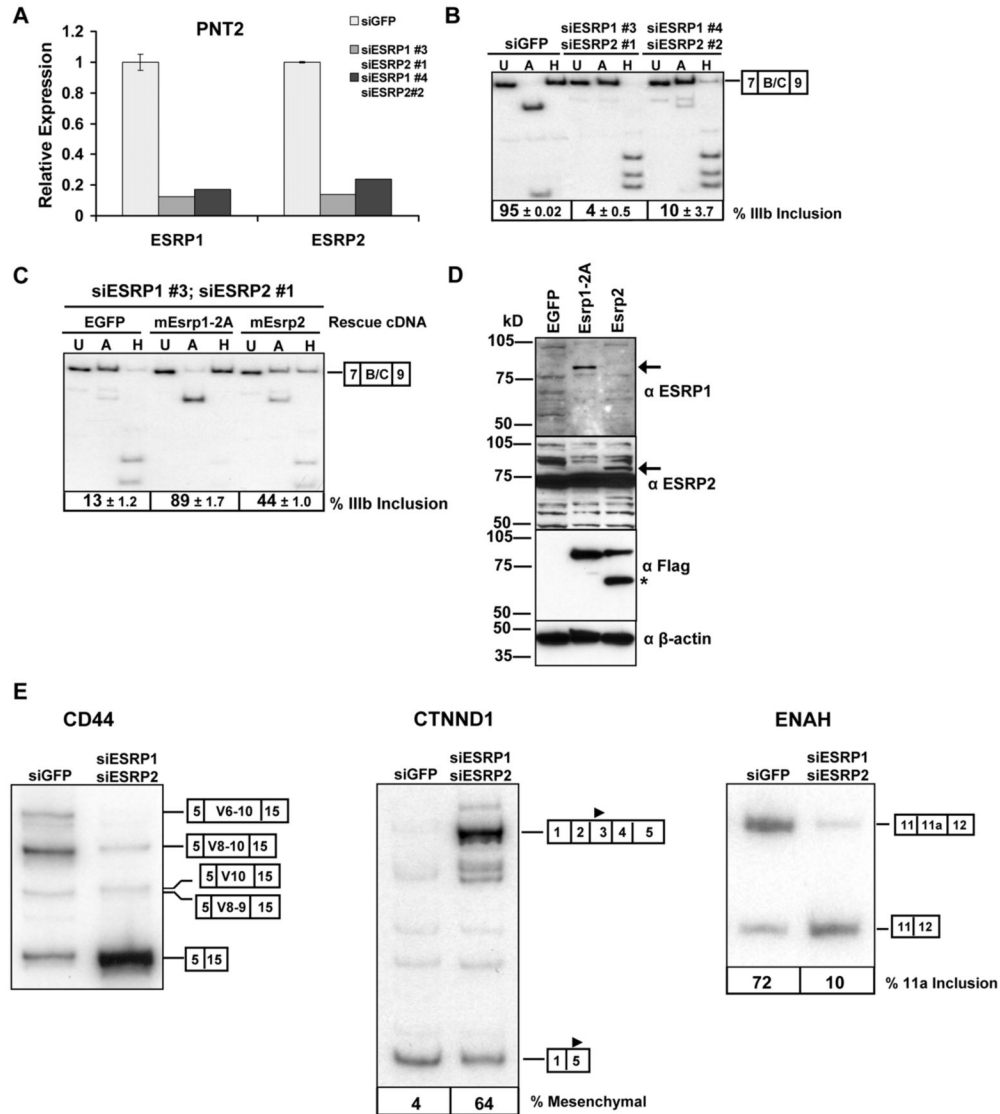 A
PNT2
siGFP
siESRP1 #3
siESRP2 #1
siESRP1 #4
siESRP2#2
Relative Expression
1.2
1
0.8
0.6
0.4
0.2
0
ESRP1 ESRP2
B
siGFP
siESRP1 #3
siESRP2 #1
siESRP1 #4
siESRP2 #2
U A H U A H U A H
7 B/C 9
95 ± 0.02 4 ± 0.5 10 ± 3.7 % IIIb Inclusion
C
siESRP1 #3; siESRP2 #1
EGFP mEsrp1-2A mEsrp2 Rescue cDNA
U A H U A H U A H
7 B/C 9
13 ± 1.2 89 ± 1.7 44 ± 1.0 % IIIb Inclusion
D
kD
EGFP
Esrp1-2A
Esrp2
105
75
50
α ESRP1
105
75
50
α ESRP2
105
75
50
α Flag
*
50
35
α β-actin
E
CD44
siGFP
siESRP1
siESRP2
5 V6-10 15
5 V8-10 15
5 V10 15
5 V8-9 15
5 15
CTNND1
siGFP
siESRP1
siESRP2
1 2 3 4 5
1 5
4 64 % Mesenchymal
ENAH
siGFP
siESRP1
siESRP2
11 11a 12
11 12
72 10 % 11a Inclusion